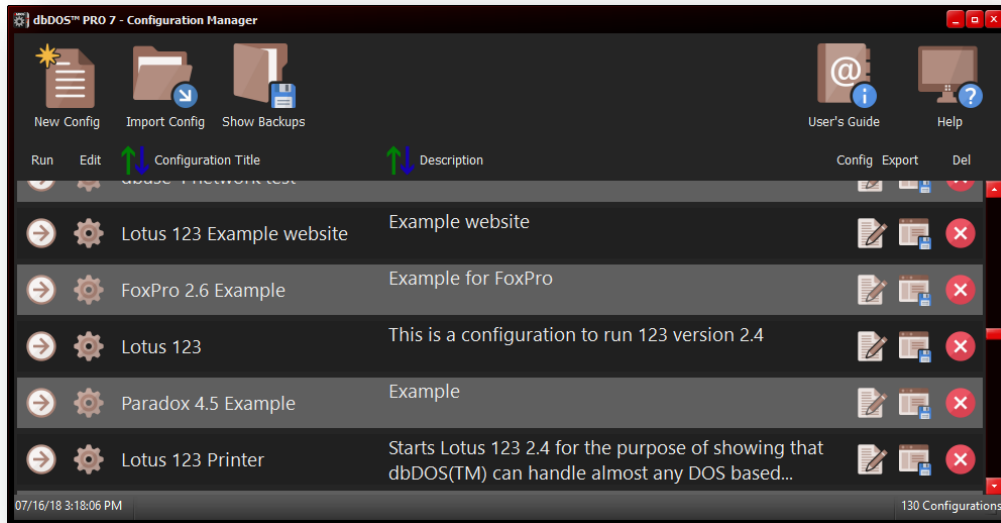 dbDOS™ PRO 7 - Configuration Manager
New Config Import Config Show Backups User's Guide Help
Run Edit Configuration Title Description Config Export Del
Lotus 123 Example website Example website
FoxPro 2.6 Example Example for FoxPro
Lotus 123 This is a configuration to run 123 version 2.4
Paradox 4.5 Example Example
Lotus 123 Printer Starts Lotus 123 2.4 for the purpose of showing that
dbDOS(TM) can handle almost any DOS based...
07/16/18 3:18:06 PM 130 Configurations